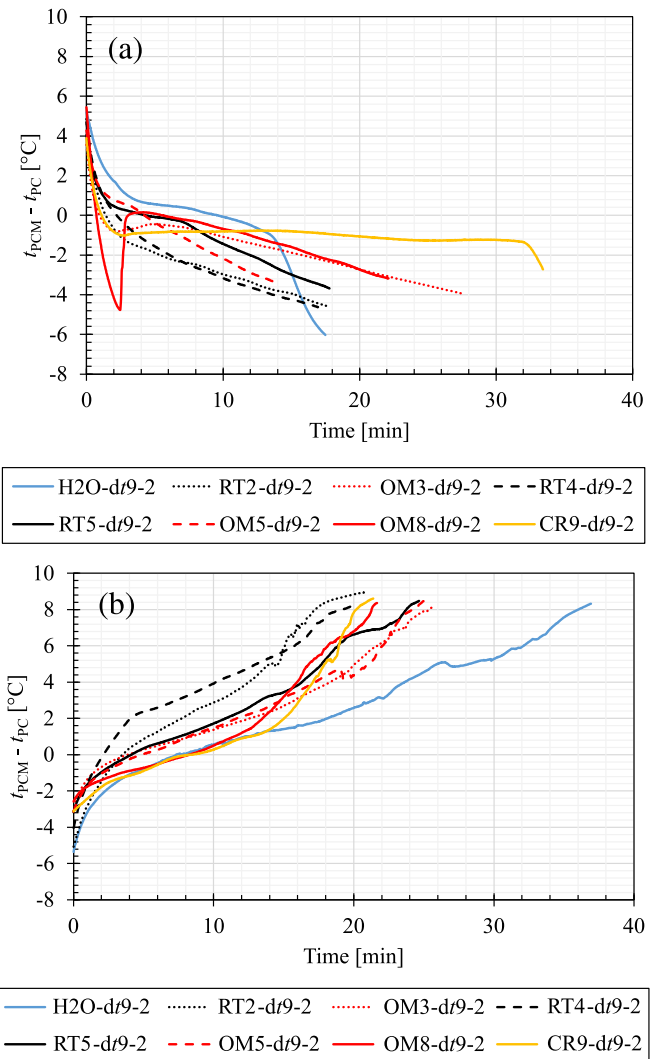 (a)
t_PCM - t_PC [°C]
10
8
6
4
2
0
-2
-4
-6
-8
0 10 20 30 40
Time [min]
H2O-dt9-2 RT2-dt9-2 OM3-dt9-2 RT4-dt9-2
RT5-dt9-2 OM5-dt9-2 OM8-dt9-2 CR9-dt9-2
(b)
t_PCM - t_PC [°C]
10
8
6
4
2
0
-2
-4
-6
-8
0 10 20 30 40
Time [min]
H2O-dt9-2 RT2-dt9-2 OM3-dt9-2 RT4-dt9-2
RT5-dt9-2 OM5-dt9-2 OM8-dt9-2 CR9-dt9-2